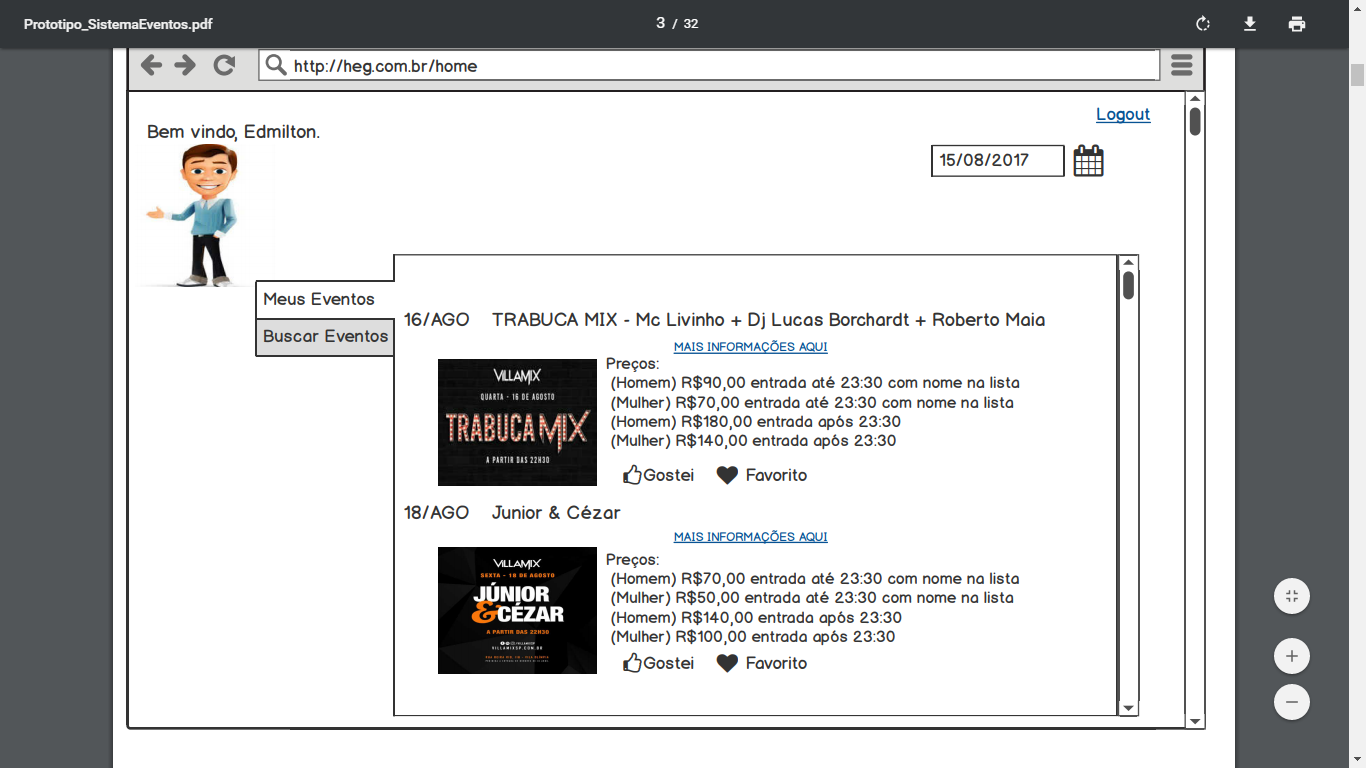 Prototipo_SistemaEventos.pdf
3 / 32
http://heg.com.br/home
Logout
Bem vindo, Edmilton.
15/08/2017
Meus Eventos
Buscar Eventos
16/AGO TRABUCA MIX - Mc Livinho + Dj Lucas Borchardt + Roberto Maia
MAIS INFORMAÇÕES AQUI
VILLAMIX
QUARTA - 16 DE AGOSTO
TRABUCA MIX
A PARTIR DAS 22H30
Preços:
(Homem) R$90,00 entrada até 23:30 com nome na lista
(Mulher) R$70,00 entrada até 23:30 com nome na lista
(Homem) R$180,00 entrada após 23:30
(Mulher) R$140,00 entrada após 23:30
Gostei Favorito
18/AGO Junior & Cézar
MAIS INFORMAÇÕES AQUI
VILLAMIX
SEXTA - 18 DE AGOSTO
JÚNIOR
& CÉZAR
A PARTIR DAS 22H30
VILLAMIXSP.COM.BR
Preços:
(Homem) R$70,00 entrada até 23:30 com nome na lista
(Mulher) R$50,00 entrada até 23:30 com nome na lista
(Homem) R$140,00 entrada após 23:30
(Mulher) R$100,00 entrada após 23:30
Gostei Favorito